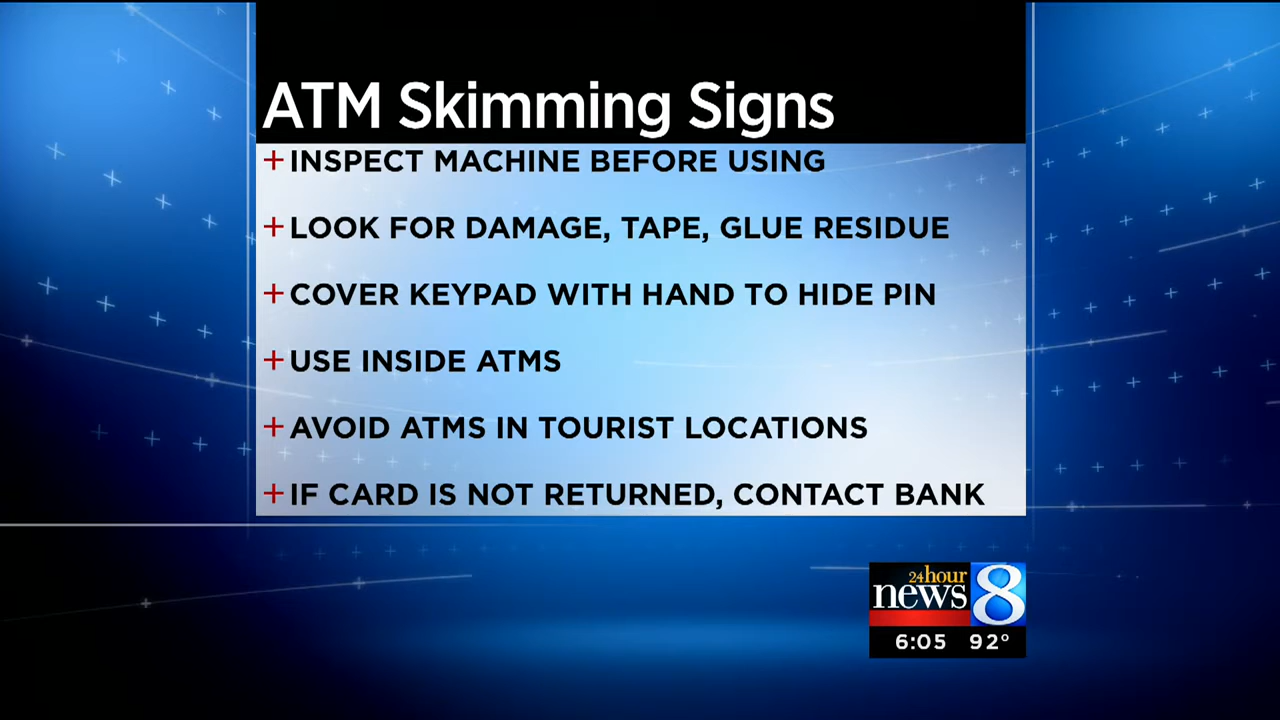 ATM Skimming Signs
+ INSPECT MACHINE BEFORE USING
+ LOOK FOR DAMAGE, TAPE, GLUE RESIDUE
+ COVER KEYPAD WITH HAND TO HIDE PIN
+ USE INSIDE ATMS
+ AVOID ATMS IN TOURIST LOCATIONS
+ IF CARD IS NOT RETURNED, CONTACT BANK
24hour
news 8
6:05 92°